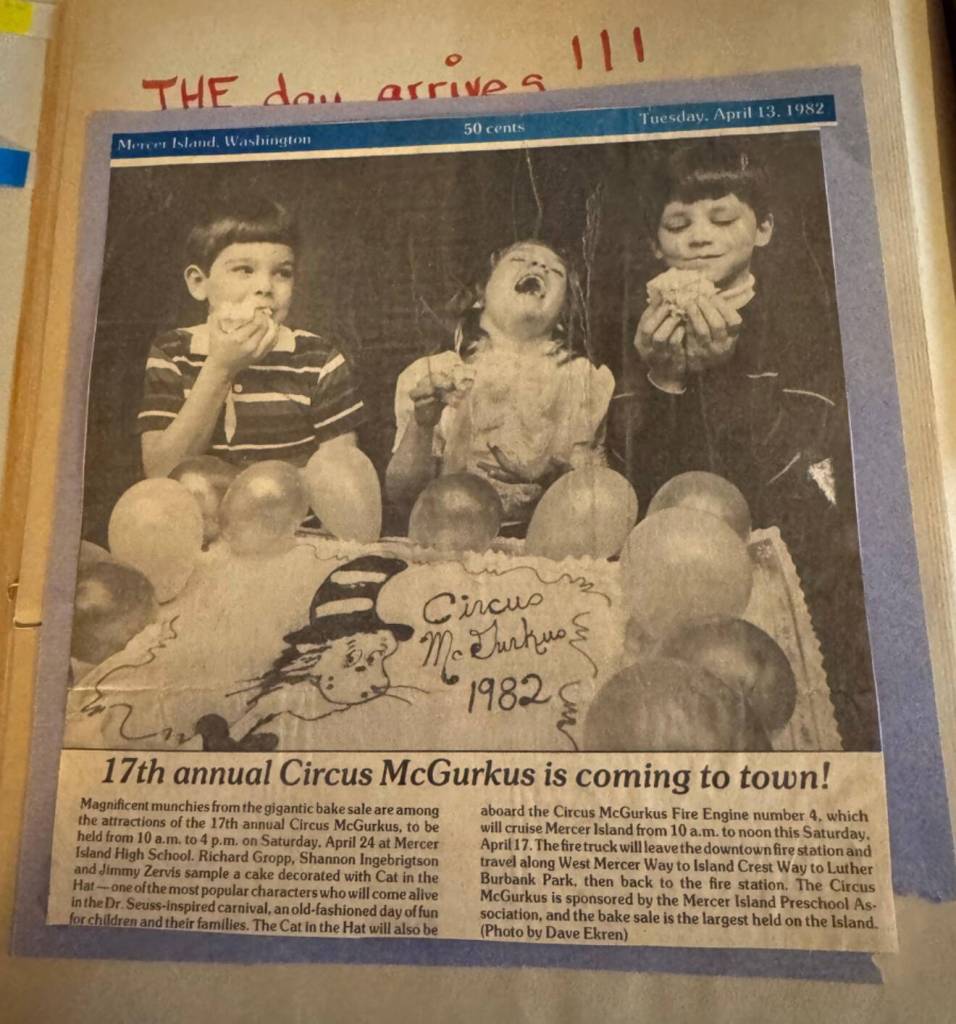 THE day arrives !!!
Mercer Island, Washington
50 cents
Tuesday, April 13, 1982
Circus
McGurkus
1982
17th annual Circus McGurkus is coming to town!
Magnificent munchies from the gigantic bake sale are among
the attractions of the 17th annual Circus McGurkus, to be
held from 10 a.m. to 4 p.m. on Saturday, April 24 at Mercer
Island High School. Richard Gropp, Shannon Ingebrigtson
and Jimmy Zervis sample a cake decorated with Cat in the
Hat — one of the most popular characters who will come alive
in the Dr. Seuss-inspired carnival, an old-fashioned day of fun
for children and their families. The Cat in the Hat will also be
aboard the Circus McGurkus Fire Engine number 4, which
will cruise Mercer Island from 10 a.m. to noon this Saturday,
April 17. The fire truck will leave the downtown fire station and
travel along West Mercer Way to Island Crest Way to Luther
Burbank Park, then back to the fire station. The Circus
McGurkus is sponsored by the Mercer Island Preschool As-
sociation, and the bake sale is the largest held on the Island.
(Photo by Dave Ekren)